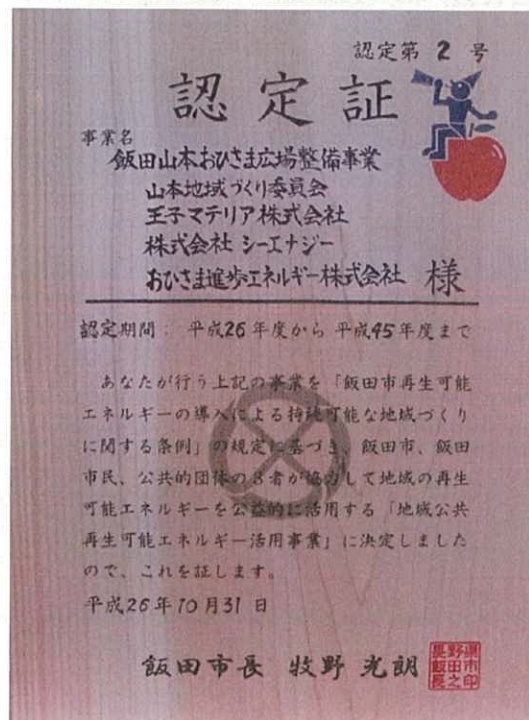 認定第 2 号
認定証
事業名
飯田山本おひさま広場整備事業
山本地域づくり委員会
王子マテリア株式会社
株式会社 シーエナジー
おひさま進歩エネルギー株式会社 様
認定期間: 平成26年度から平成45年度まで
あなたが行う上記の事業を「飯田市再生可能
エネルギーの導入による持続可能な地域づくり
に関する条例」の規定に基づき、飯田市、飯田
市民、公共的団体の3者が協力して地域の再生
可能エネルギーを公益的に活用する「地域公共
再生可能エネルギー活用事業」に決定しました
ので、これを証します。
平成26年10月31日
飯田市長 牧野光朗